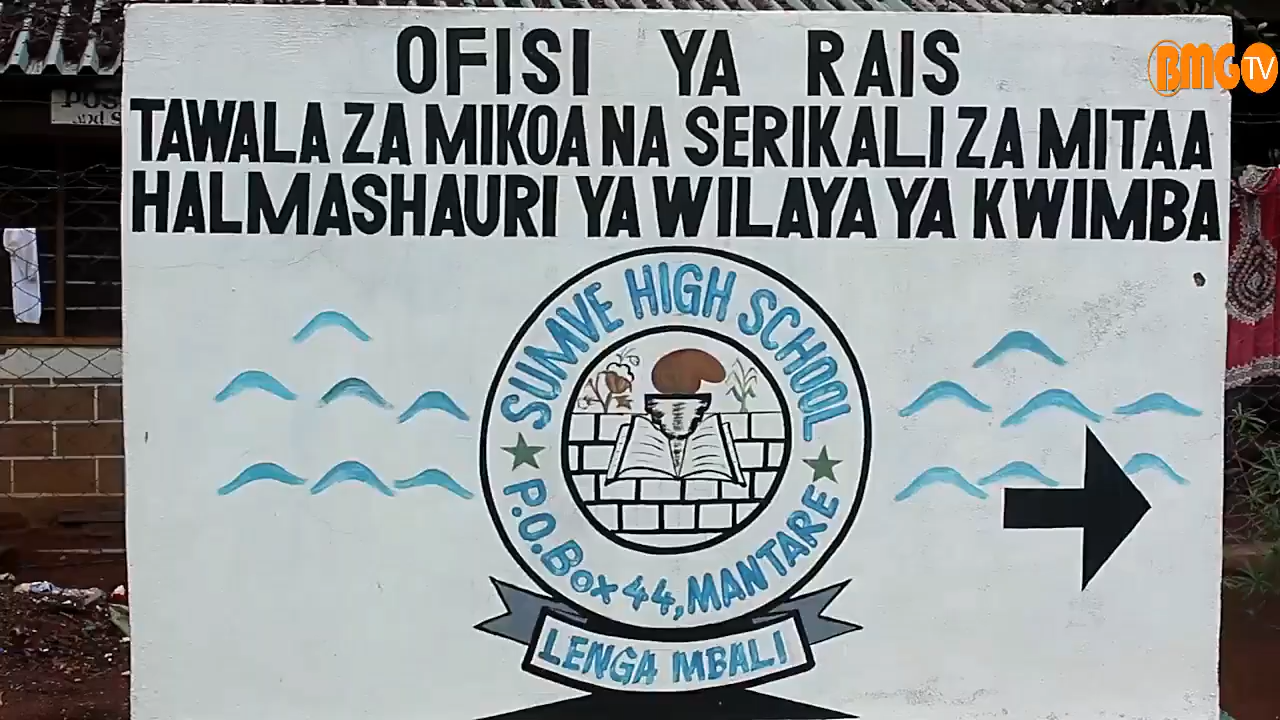 OFISI YA RAIS
TAWALA ZA MIKOA NA SERIKALI ZA MITAA
HALMASHAURI YA WILAYA YA KWIMBA
SUMVE HIGH SCHOOL
P.O.Box 44, MANTARE
LENGA MBALI
BMG TV